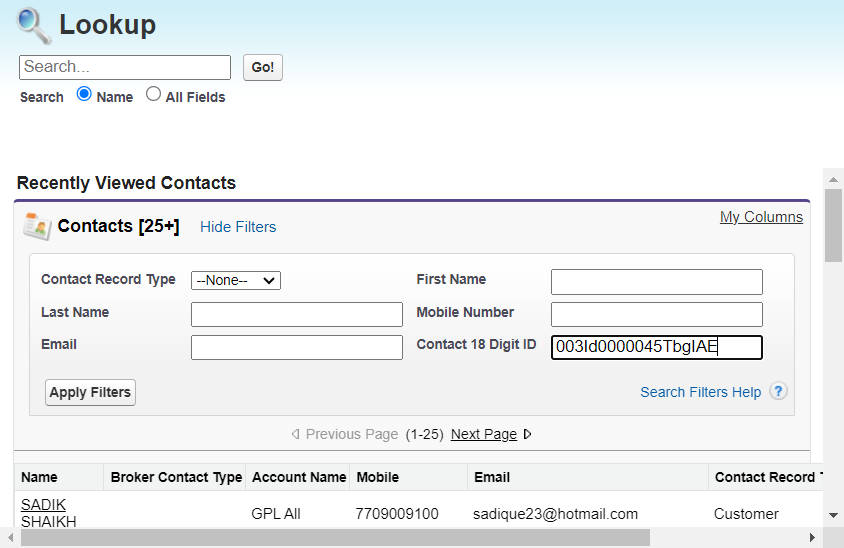 Lookup
Search...
Go!
Search Name All Fields
Recently Viewed Contacts
Contacts [25+] Hide Filters My Columns
Contact Record Type --None-- First Name
Last Name Mobile Number
Email Contact 18 Digit ID 003Id0000045TbgIAE
Apply Filters Search Filters Help ?
Previous Page (1-25) Next Page
Name Broker Contact Type Account Name Mobile Email Contact Record
SADIK
SHAIKH GPL All 7709009100 sadique23@hotmail.com Customer